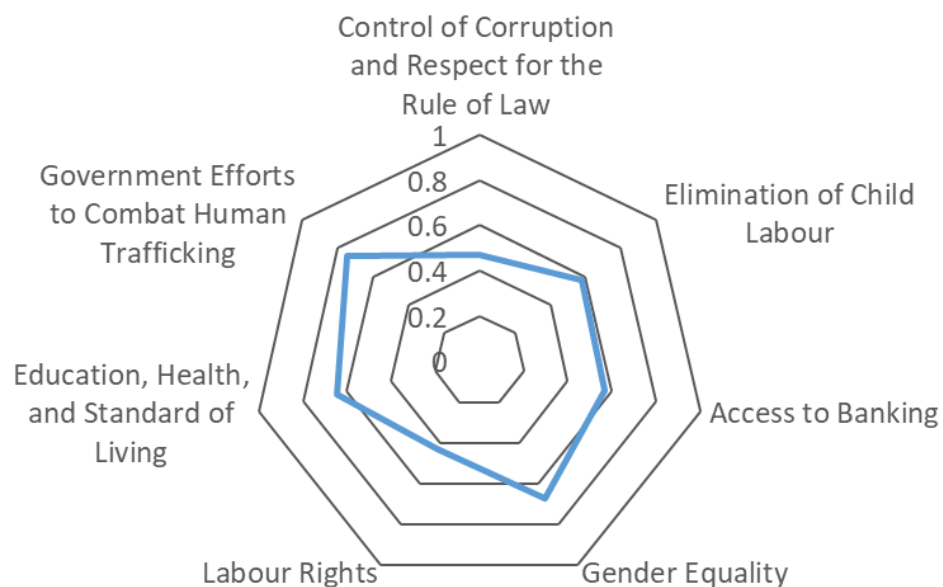 Control of Corruption
and Respect for the
Rule of Law
1
Government Efforts
to Combat Human
Trafficking
0.8
Elimination of Child
Labour
0.6
0.4
0.2
0
Education, Health,
and Standard of
Living
Access to Banking
Labour Rights
Gender Equality